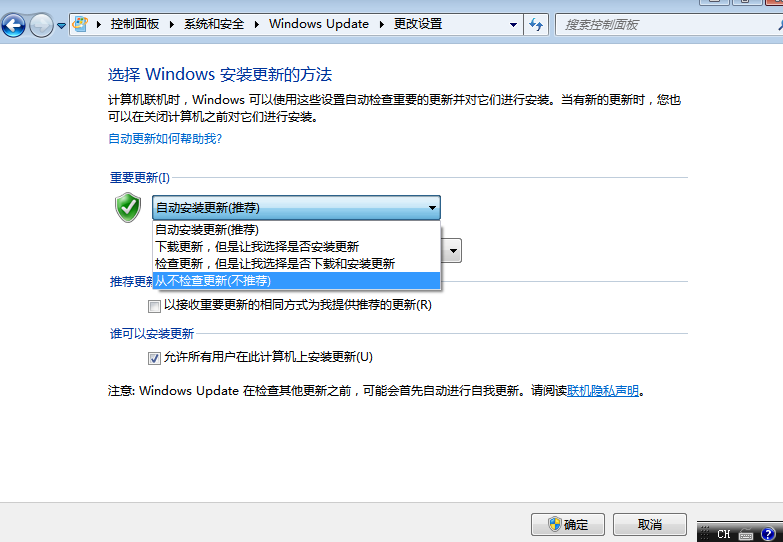 控制面板 系统和安全 Windows Update 更改设置 搜索控制面板
选择 Windows 安装更新的方法
计算机联机时，Windows 可以使用这些设置自动检查重要的更新并对它们进行安装。当有新的更新时，您也
可以在关闭计算机之前对它们进行安装。
自动更新如何帮助我?
重要更新(I)
自动安装更新(推荐)
自动安装更新(推荐)
下载更新，但是让我选择是否安装更新
检查更新，但是让我选择是否下载和安装更新
从不检查更新(不推荐)
推荐更新
以接收重要更新的相同方式为我提供推荐的更新(R)
谁可以安装更新
允许所有用户在此计算机上安装更新(U)
注意: Windows Update 在检查其他更新之前，可能会首先自动进行自我更新。请阅读联机隐私声明。
确定 取消
CH